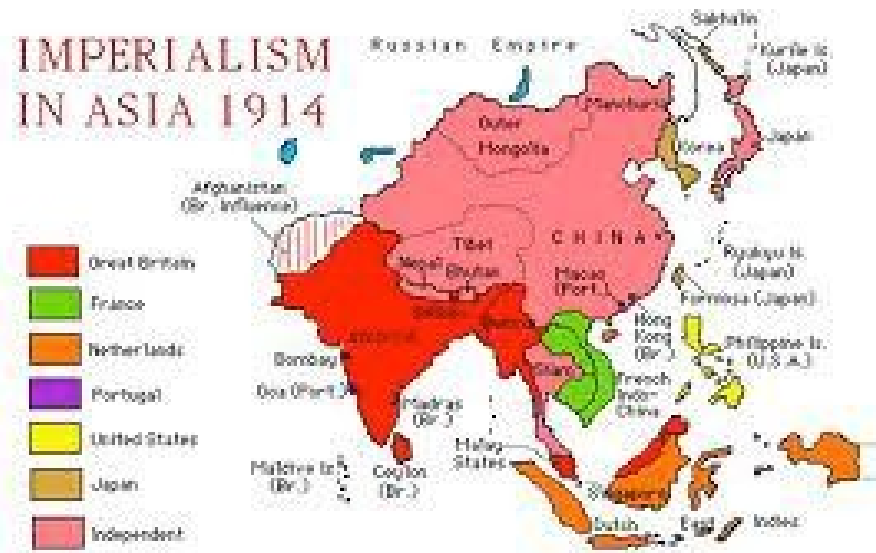 IMPERIALISM
IN ASIA 1914
Russian Empire
Sakhalin
Kurile Is.
(Japan)
Manchuria
Outer
Mongolia
Korea
Japan
Afghanistan
(Br. Influence)
Tibet
CHINA
Nepal
Bhutan
Macao
(Port.)
Ryukyu Is.
(Japan)
Formosa (Japan)
Hong
Kong
(Br.)
Philippine Is.
(U.S.A.)
Siam
French
Indo-
China
Bombay
Goa (Port.)
Madras
(Br.)
Maldive Is.
(Br.)
Ceylon
(Br.)
Malay
States
Singapore
Dutch East Indies
Great Britain
France
Netherlands
Portugal
United States
Japan
Independent